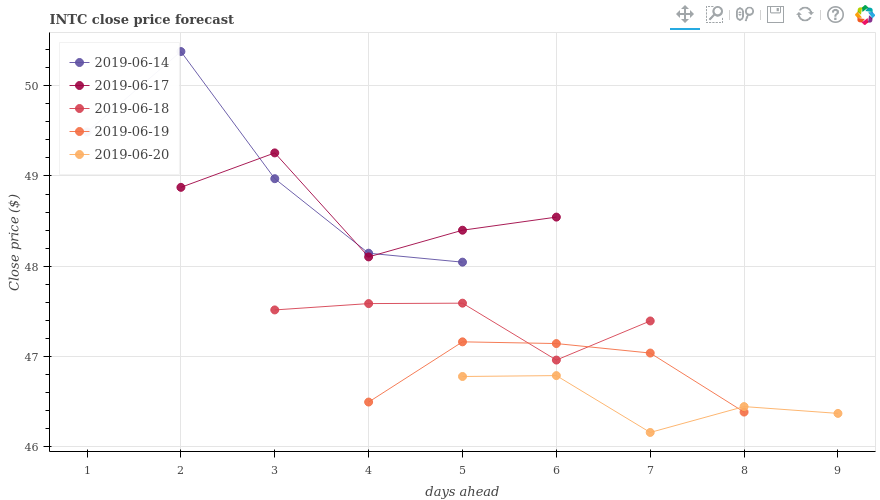 INTC close price forecast
2019-06-14
2019-06-17
2019-06-18
2019-06-19
2019-06-20
50
49
48
47
46
Close price ($)
1 2 3 4 5 6 7 8 9
days ahead